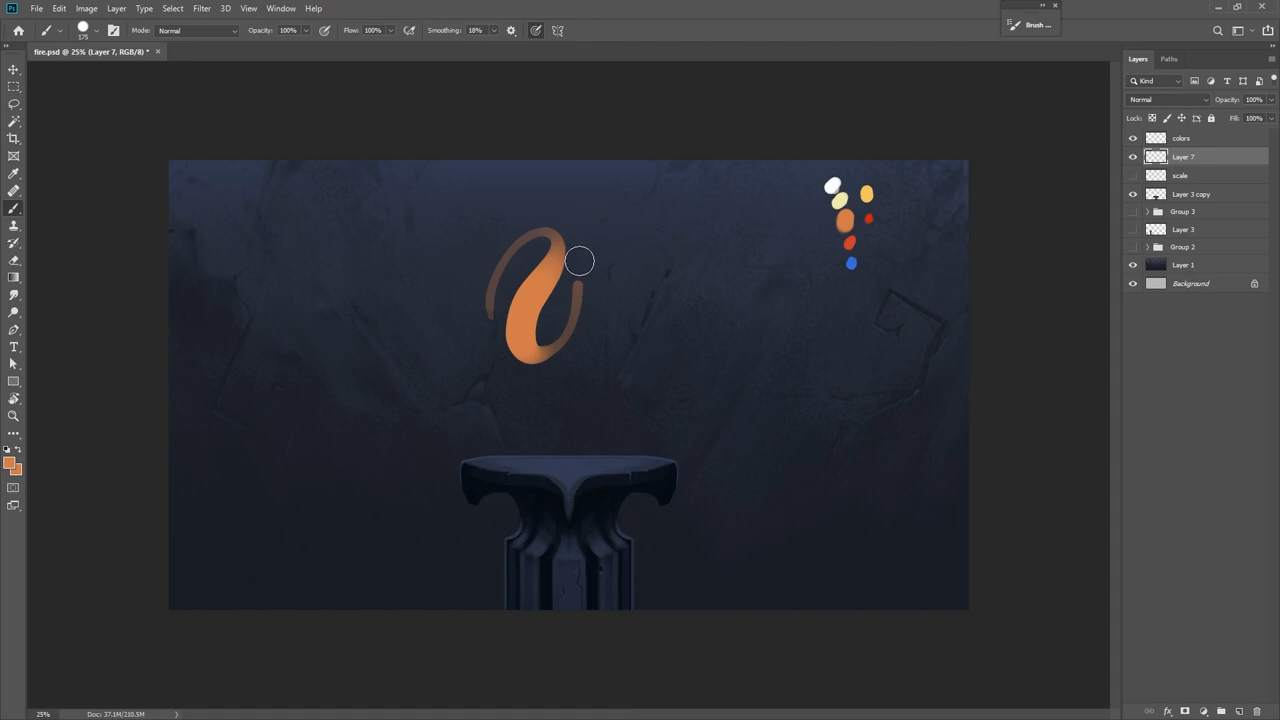 Ps File Edit Image Layer Type Select Filter 3D View Window Help
Brush ...
175 Mode: Normal Opacity: 100% Flow: 100% Smoothing: 18%
fire.psd @ 25% (Layer 7, RGB/8) *
Layers Paths
Kind
Normal Opacity: 100%
Lock: Fill: 100%
colors
Layer 7
scale
Layer 3 copy
Group 3
Layer 3
Group 2
Layer 1
Background
25% Doc: 37.1M/210.5M